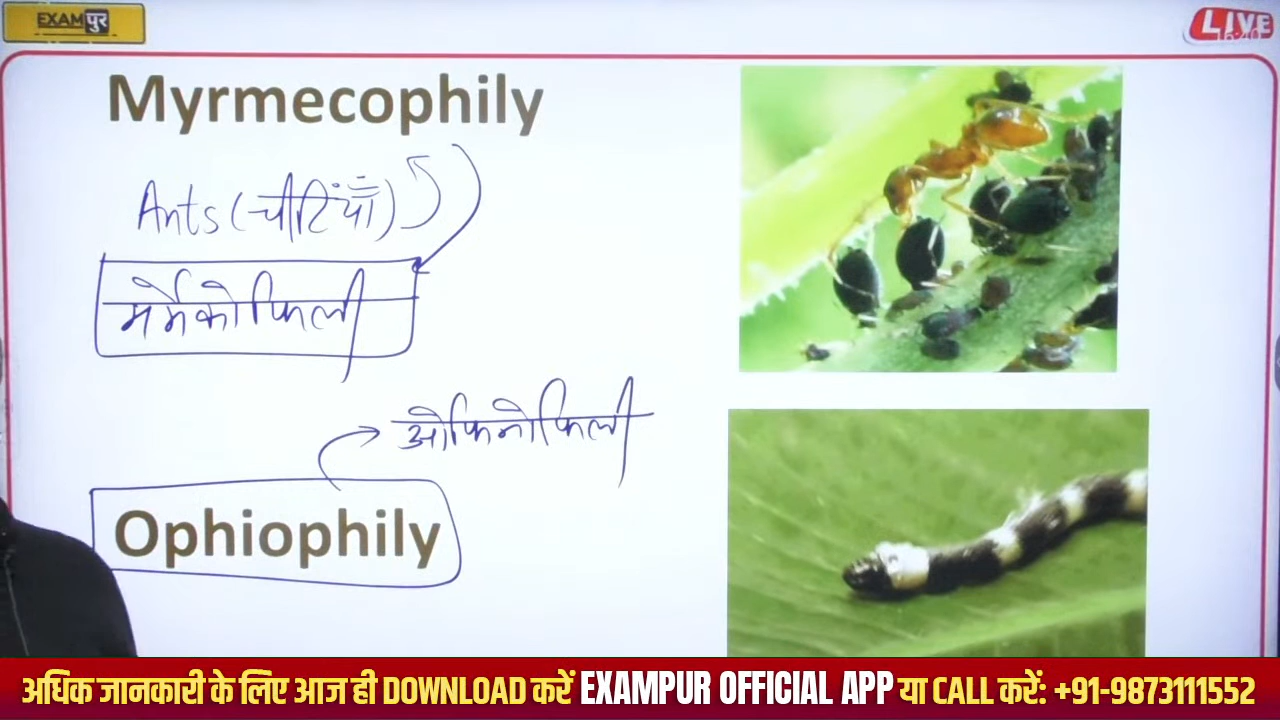 EXAMपुर
LIVE
Myrmecophily
Ants (चीटियाँ)
मर्मेकोफिली
ओफिओफिली
Ophiophily
अधिक जानकारी के लिए आज ही DOWNLOAD करें EXAMPUR OFFICIAL APP या CALL करें: +91-9873111552